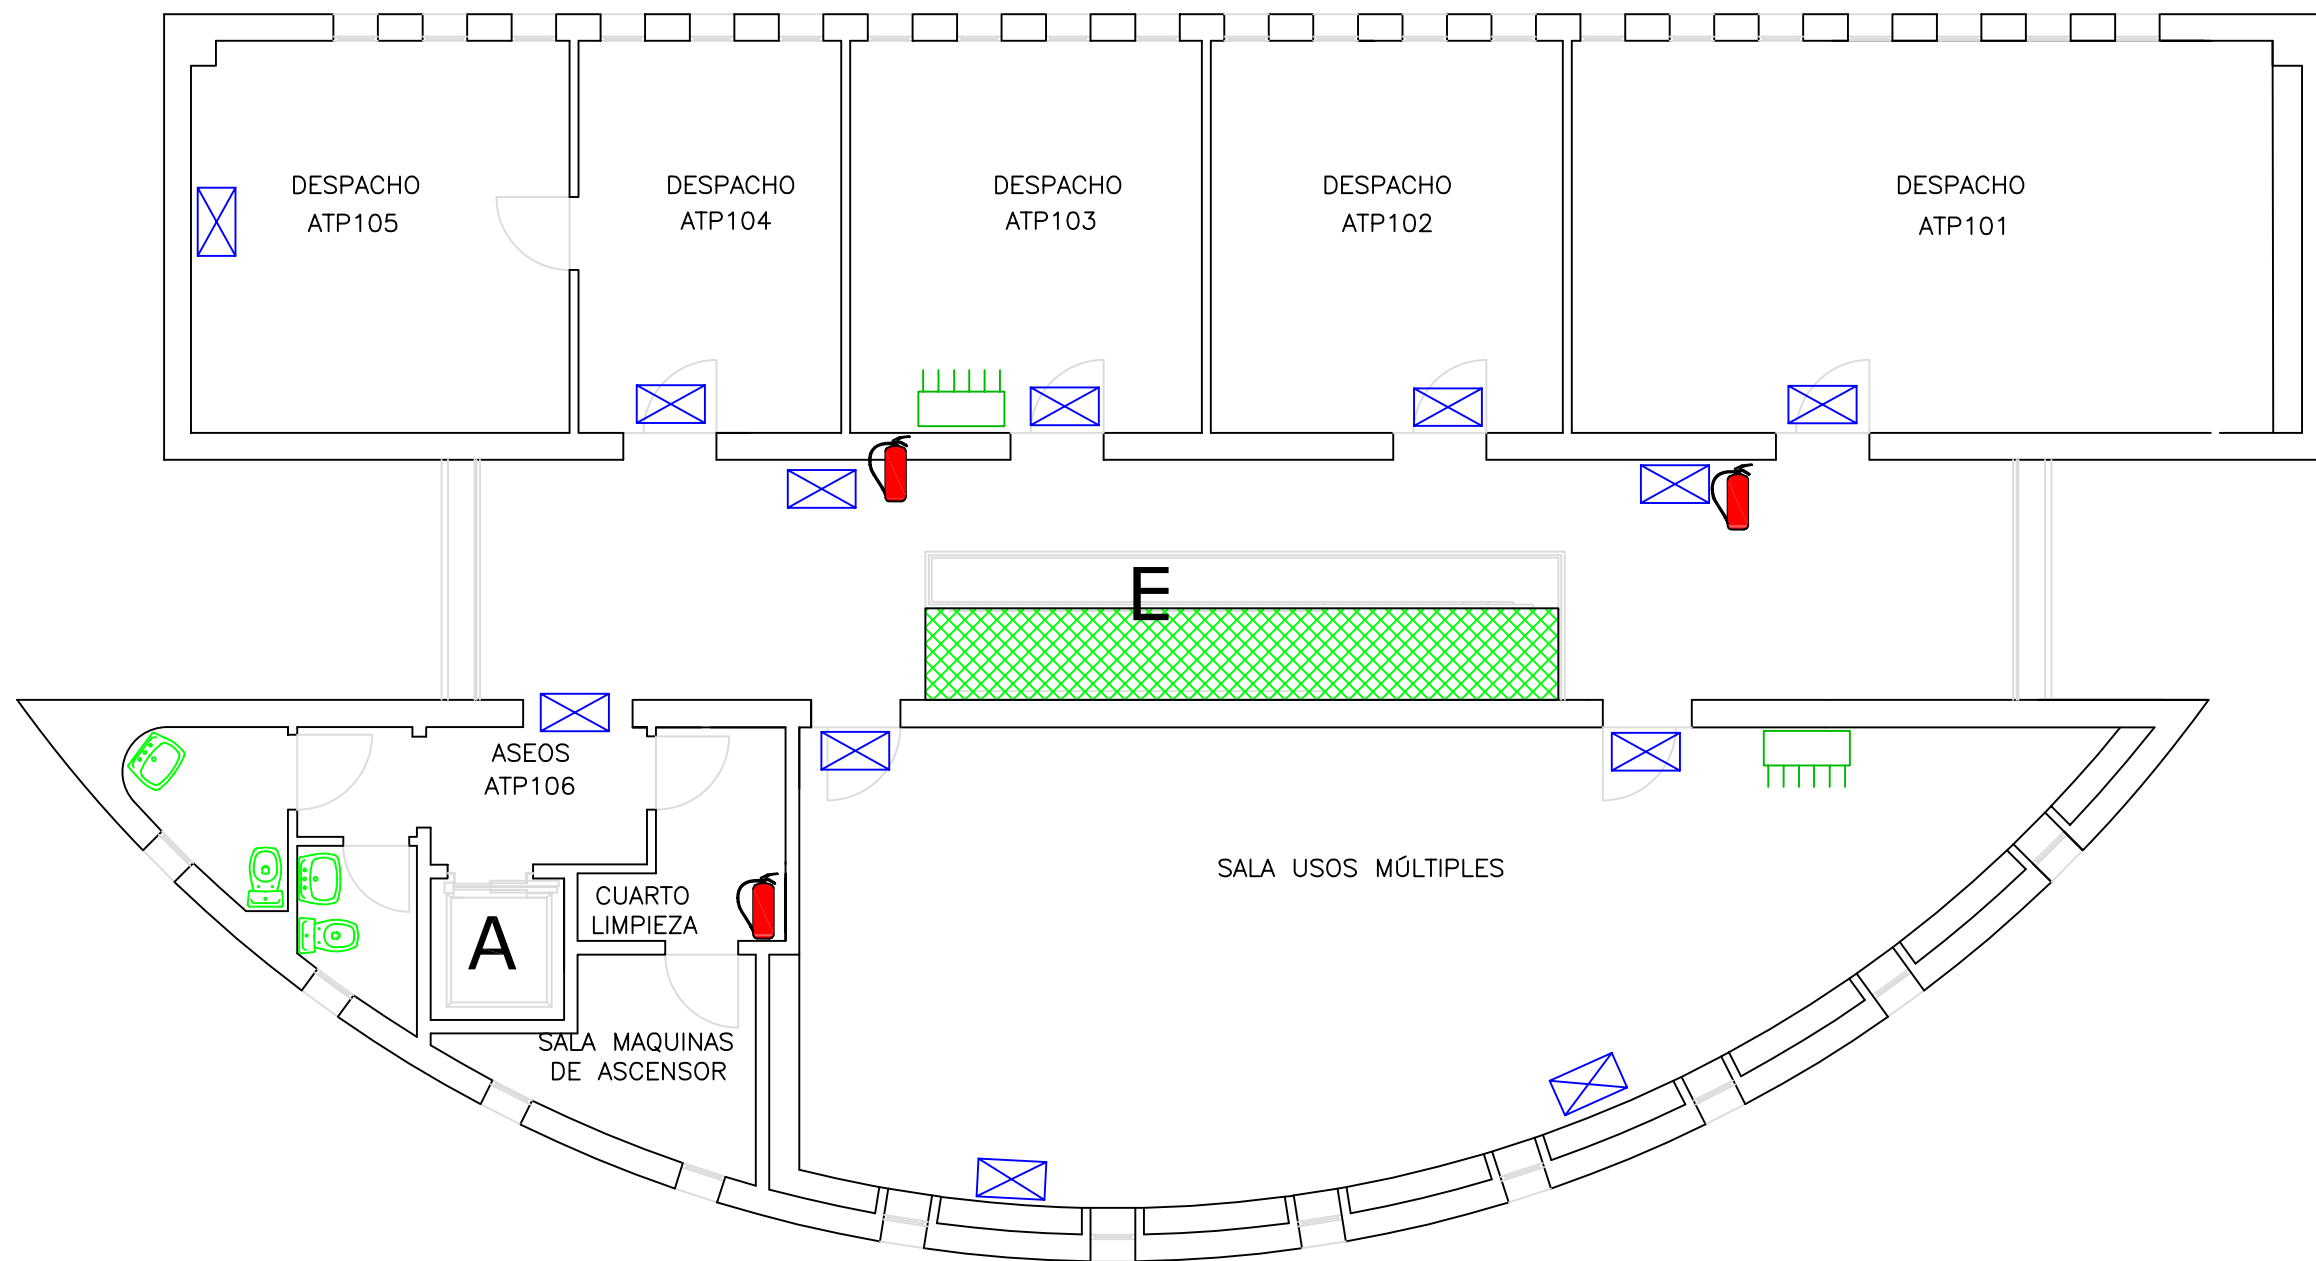 DESPACHO
ATP105
DESPACHO
ATP104
DESPACHO
ATP103
DESPACHO
ATP102
DESPACHO
ATP101
E
ASEOS
ATP106
CUARTO
LIMPIEZA
A
SALA MAQUINAS
DE ASCENSOR
SALA USOS MÚLTIPLES